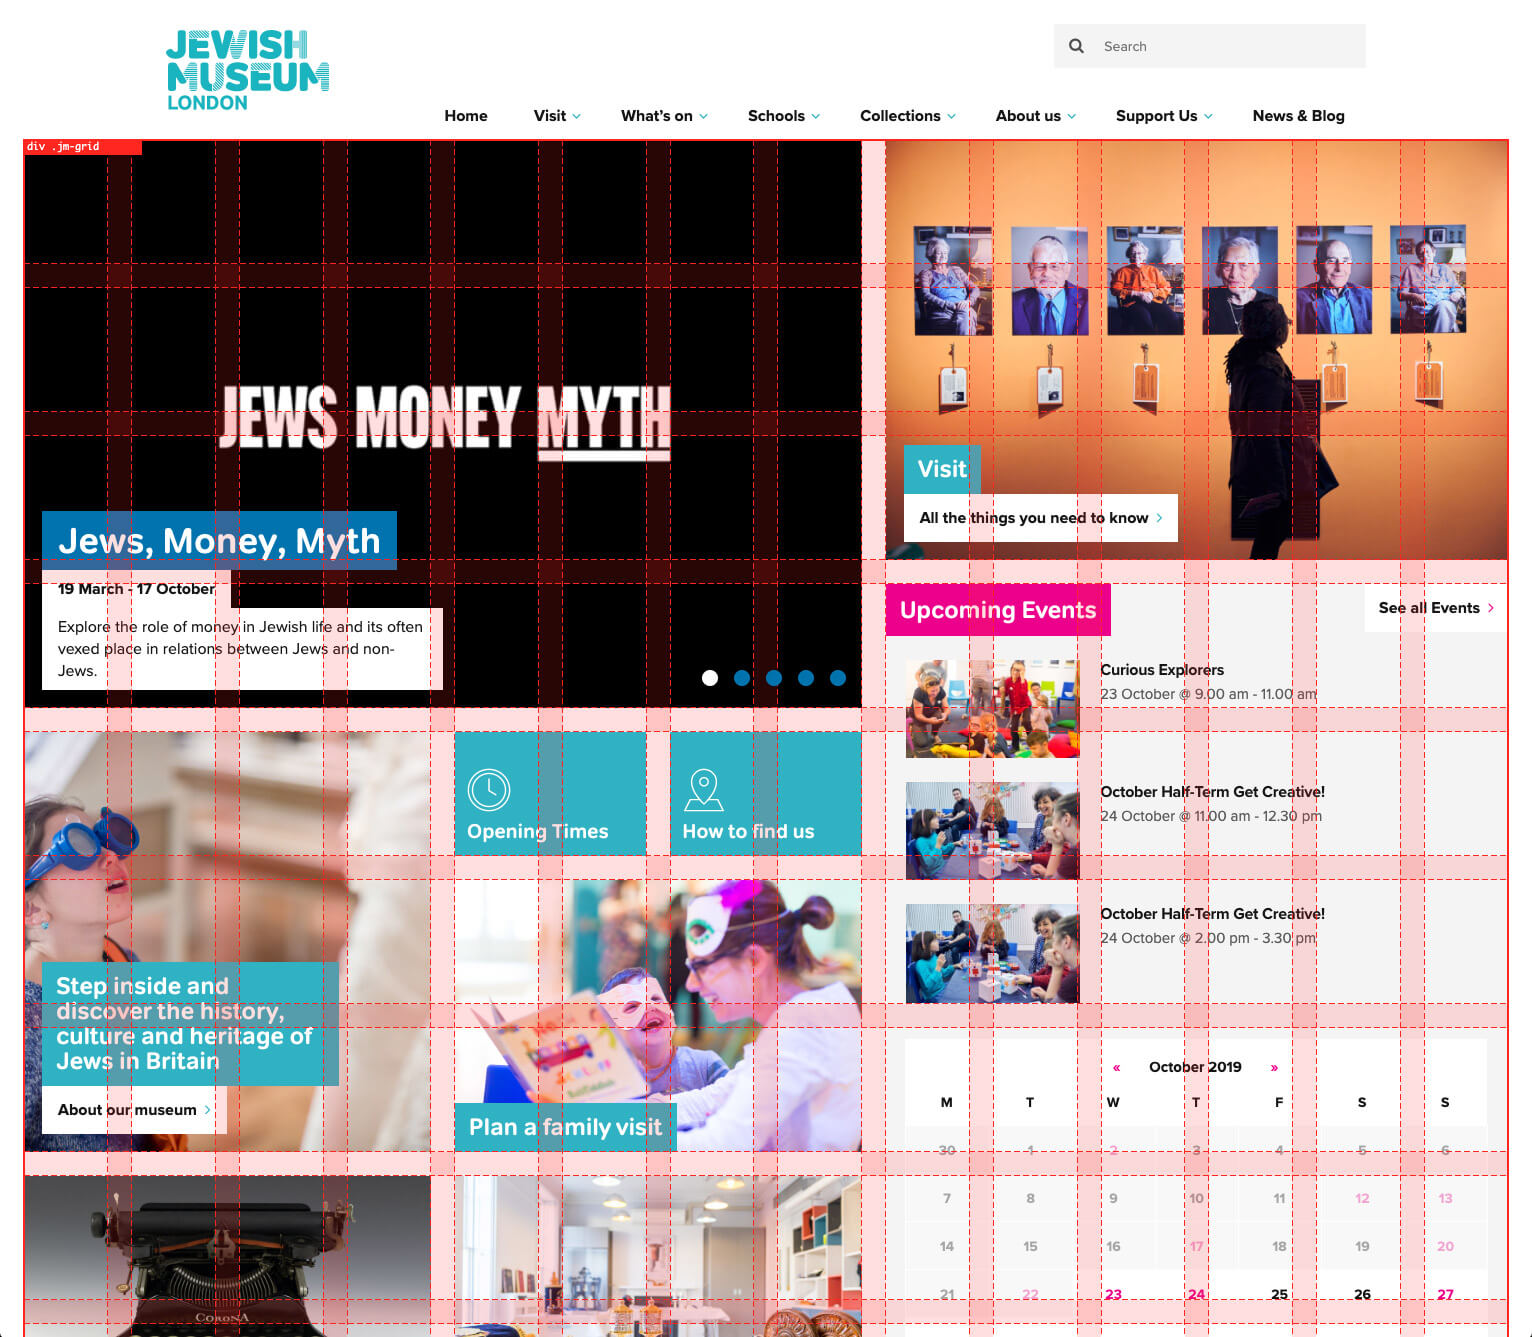 JEWISH
MUSEUM
LONDON
Search
Home
Visit
What's on
Schools
Collections
About us
Support Us
News & Blog
div .jm-grid
JEWS MONEY MYTH
Jews, Money, Myth
19 March - 17 October
Explore the role of money in Jewish life and its often
vexed place in relations between Jews and non-
Jews.
Visit
All the things you need to know
Upcoming Events
See all Events
Curious Explorers
23 October @ 9.00 am - 11.00 am
October Half-Term Get Creative!
24 October @ 11.00 am - 12.30 pm
October Half-Term Get Creative!
24 October @ 2.00 pm - 3.30 pm
Opening Times
How to find us
Step inside and
discover the history,
culture and heritage of
Jews in Britain
About our museum
Plan a family visit
« October 2019 »
M T W T F S S
30 1 2 3 4 5 6
7 8 9 10 11 12 13
14 15 16 17 18 19 20
21 22 23 24 25 26 27
CORONA